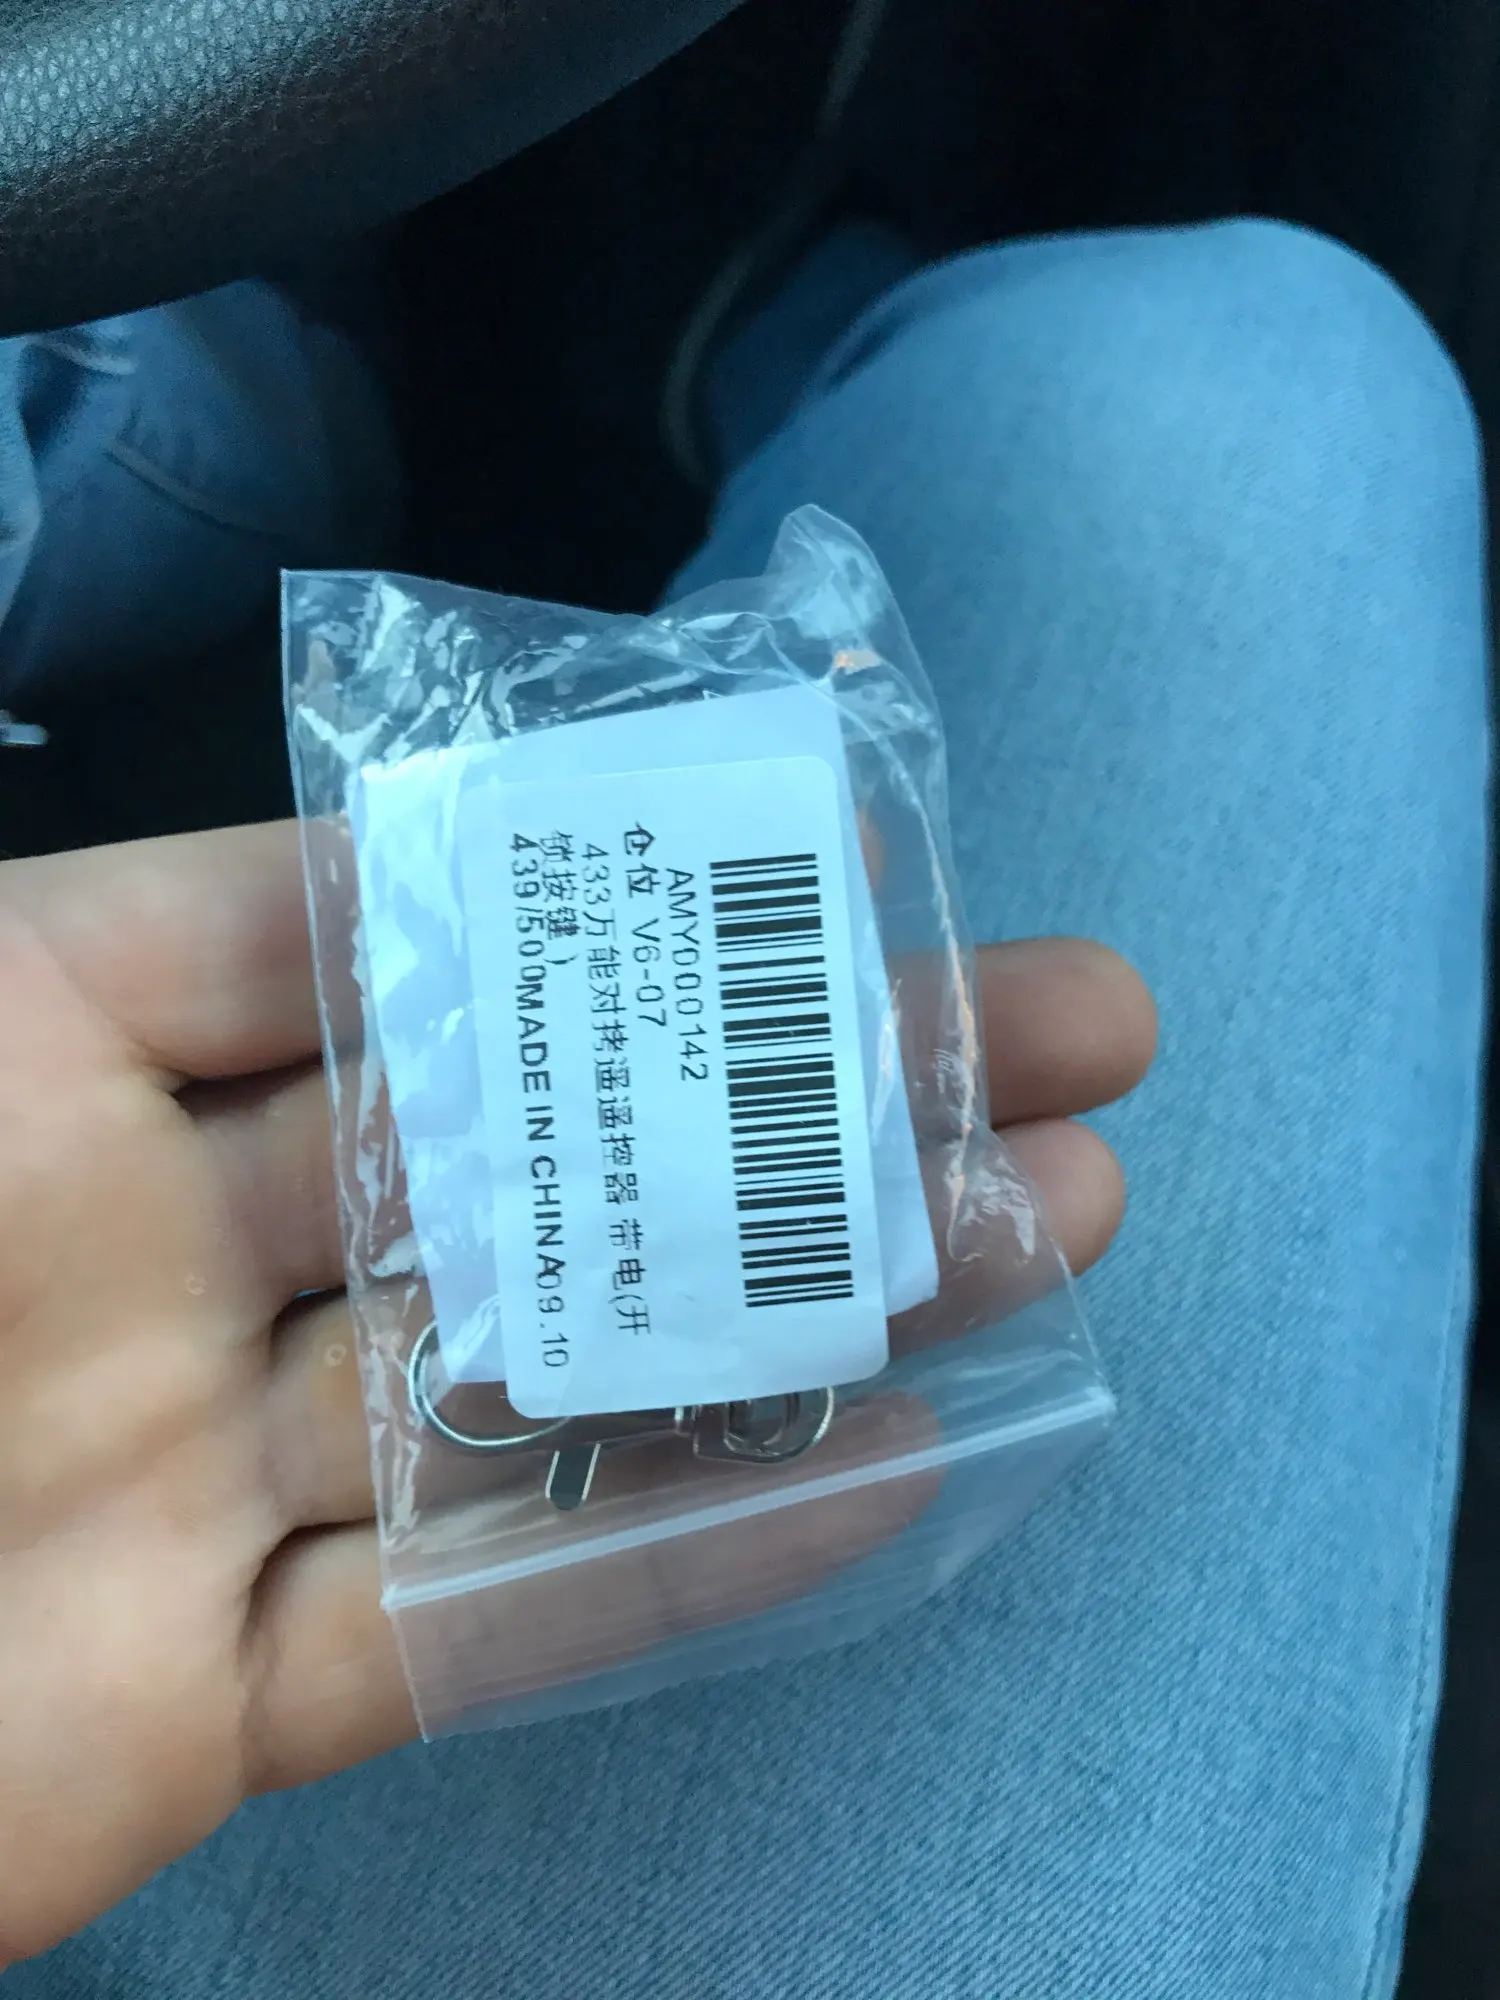 AMY000142
仓位 V6-07
433万能对拷遥遥控器 带电(开
锁按键)
439/500MADE IN CHINA09.10